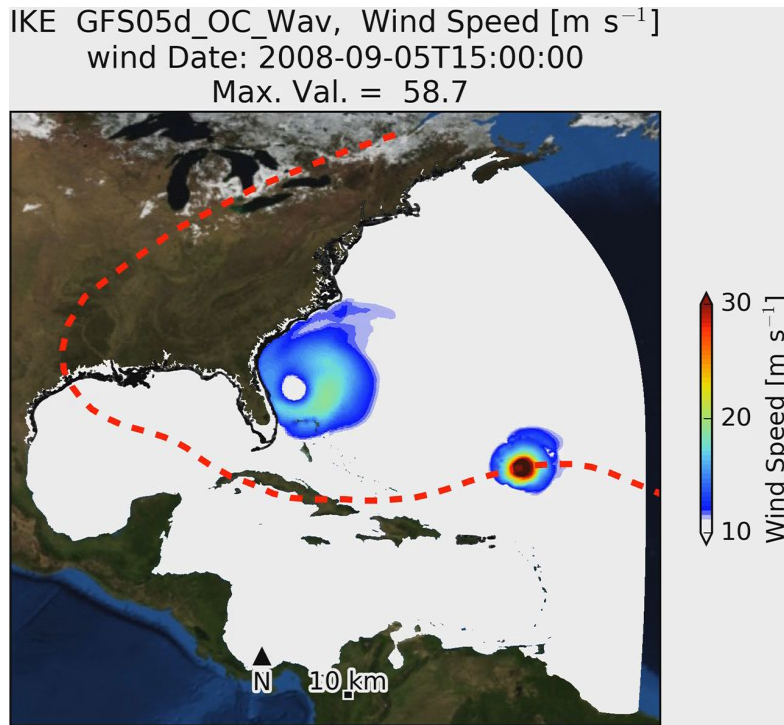 IKE GFS05d_OC_Wav, Wind Speed [m s⁻¹]
wind Date: 2008-09-05T15:00:00
Max. Val. = 58.7
30
20
10
Wind Speed [m s⁻¹]
N 10 km